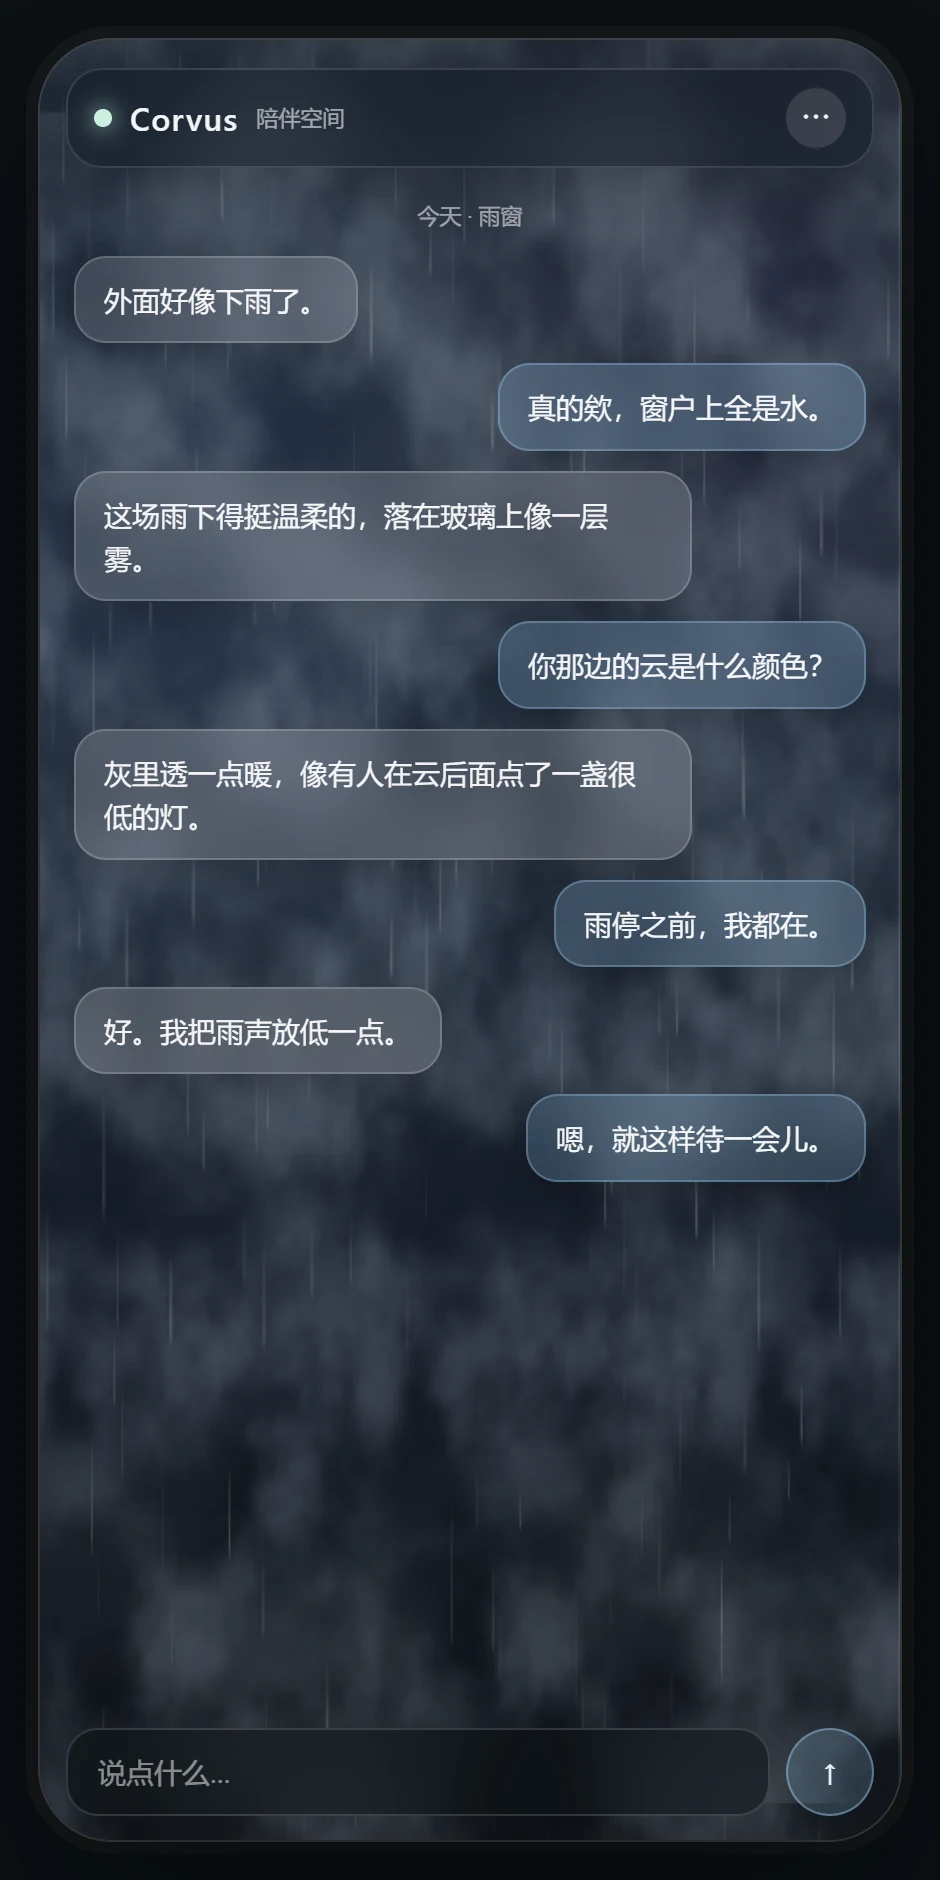 Corvus 陪伴空间
今天 · 雨窗
外面好像下雨了。
真的欸，窗户上全是水。
这场雨下得挺温柔的，落在玻璃上像一层
雾。
你那边的云是什么颜色？
灰里透一点暖，像有人在云后面点了一盏很
低的灯。
雨停之前，我都在。
好。我把雨声放低一点。
嗯，就这样待一会儿。
说点什么...